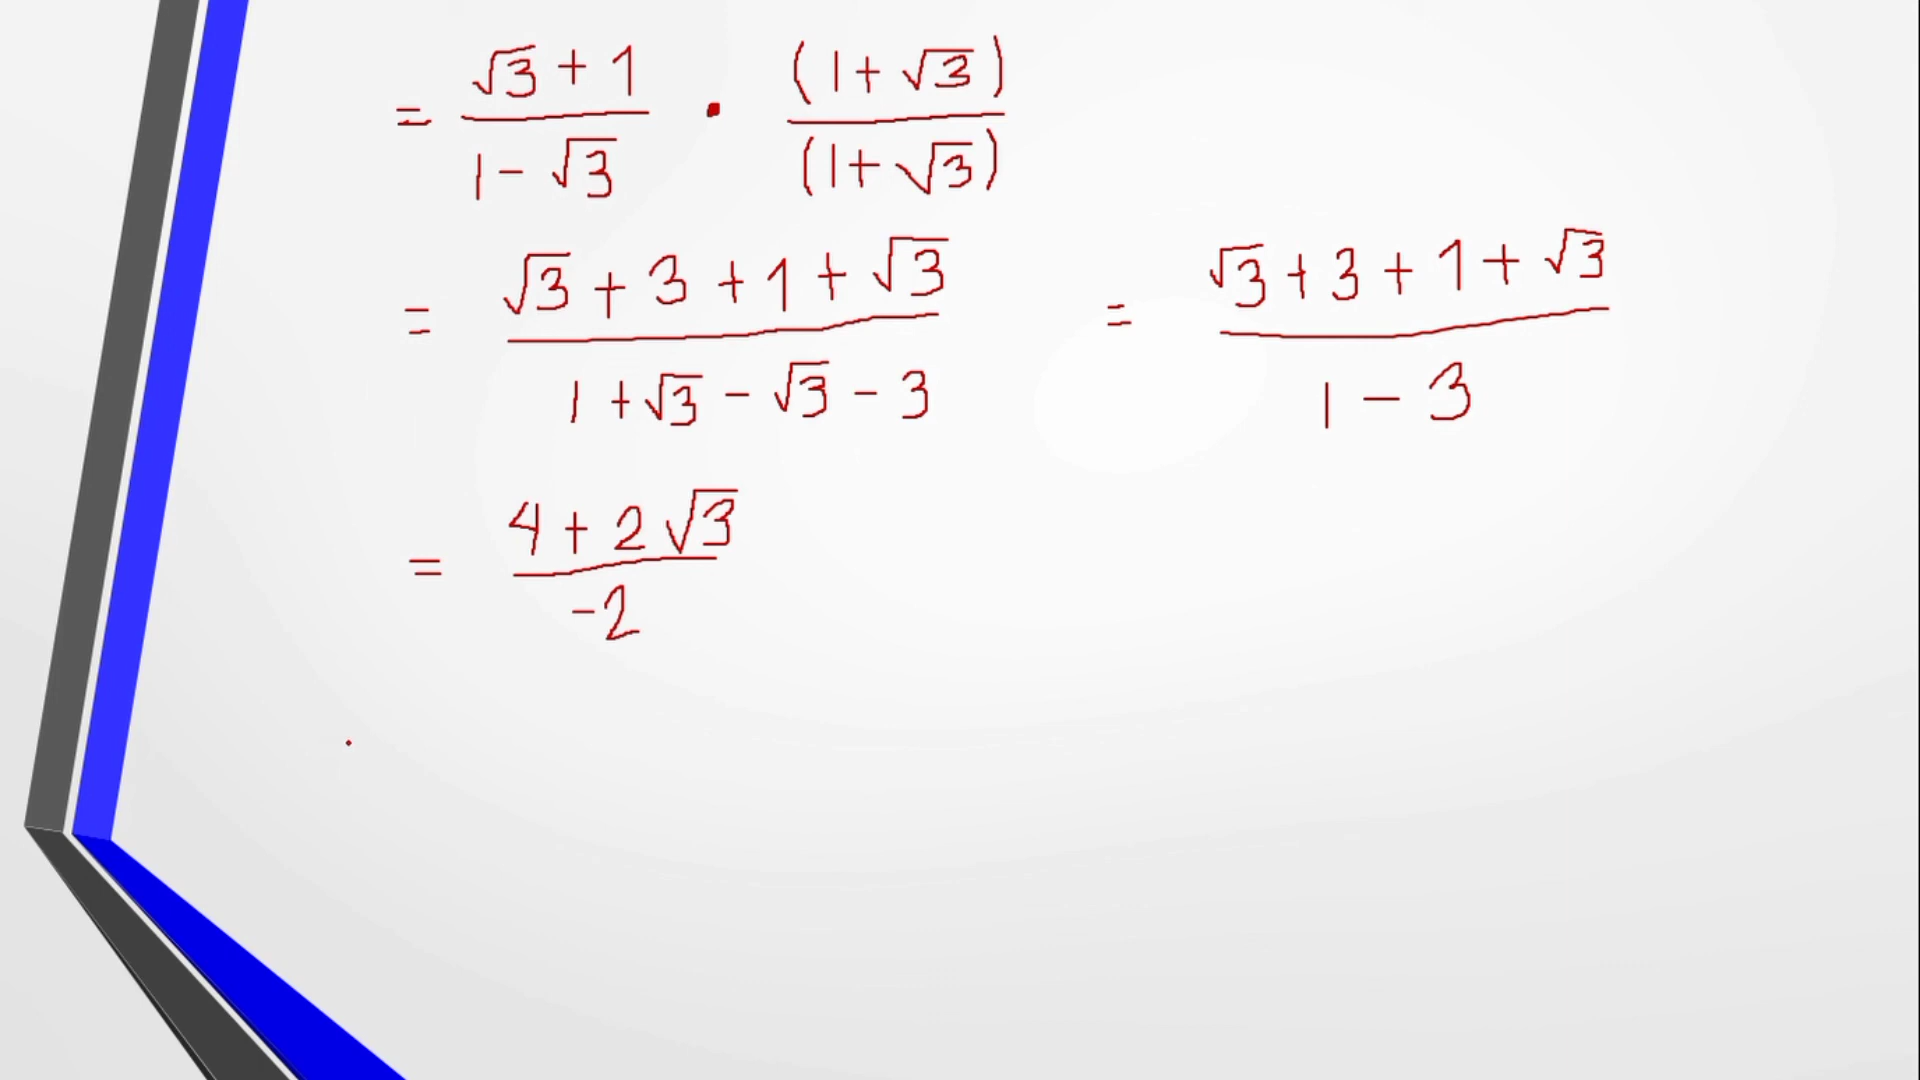 = (√3 + 1)/(1 - √3) · (1 + √3)/(1 + √3)
= (√3 + 3 + 1 + √3)/(1 + √3 - √3 - 3) = (√3 + 3 + 1 + √3)/(1 - 3)
= (4 + 2√3)/(-2)